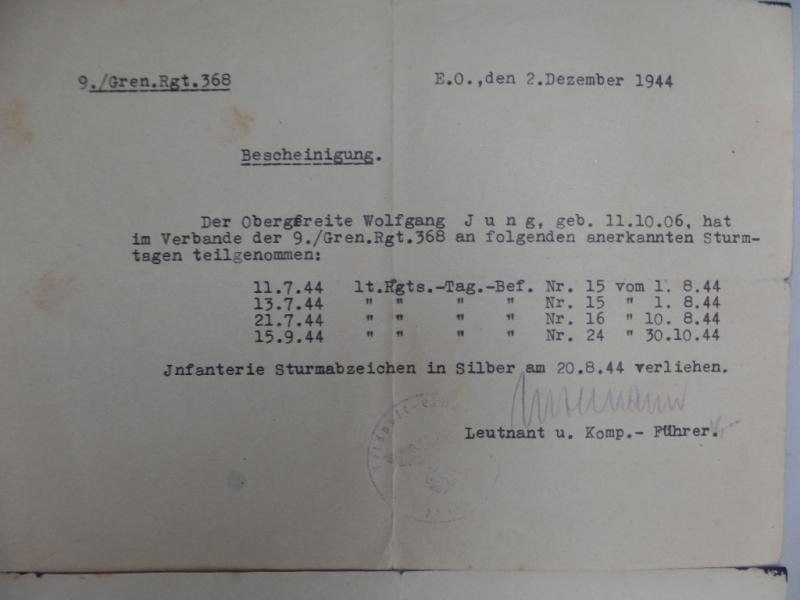 9./Gren.Rgt.368 E.O.,den 2.Dezember 1944
Bescheinigung.
Der Obergfreite Wolfgang J u n g, geb. 11.10.06, hat
im Verbande der 9./Gren.Rgt.368 an folgenden anerkannten Sturm-
tagen teilgenommen:
11.7.44 lt.Rgts.-Tag.-Bef. Nr. 15 vom 1. 8.44
13.7.44 " " " " Nr. 15 " 1. 8.44
21.7.44 " " " " Nr. 16 " 10. 8.44
15.9.44 " " " " Nr. 24 " 30.10.44
Jnfanterie Sturmabzeichen in Silber am 20.8.44 verliehen.
Leutnant u. Komp.- Führer.